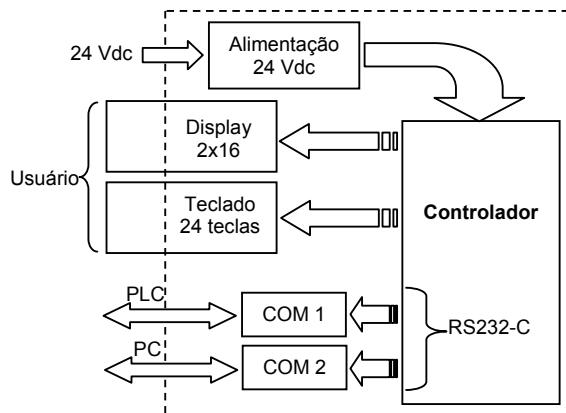 24 Vdc
Alimentação
24 Vdc
Display
2x16
Usuário
Teclado
24 teclas
Controlador
PLC
COM 1
RS232-C
PC
COM 2